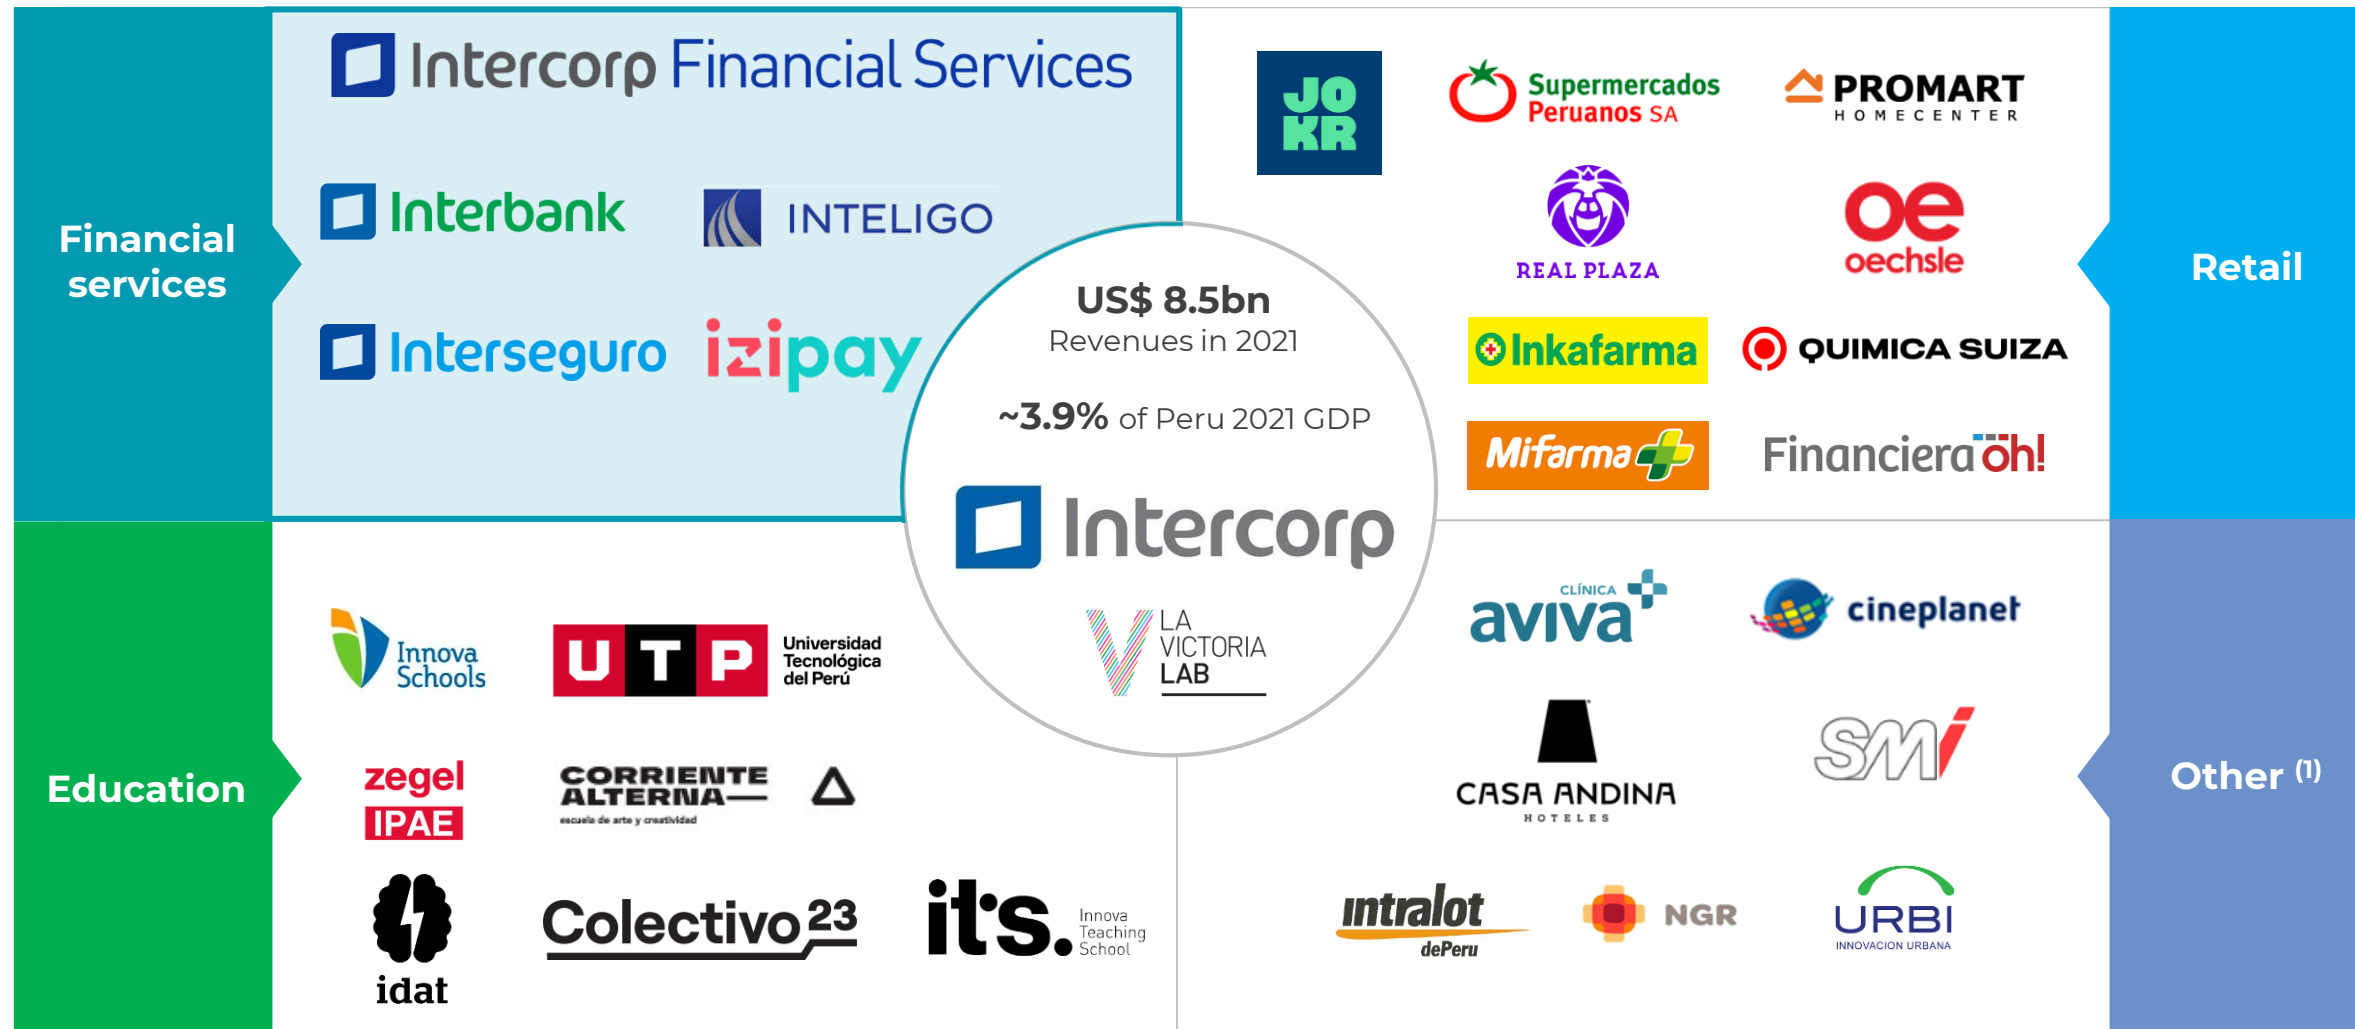 Financial
services
Intercorp Financial Services
Interbank
INTELIGO
Interseguro
izipay
JO
KR
Supermercados
Peruanos SA
PROMART
HOMECENTER
REAL PLAZA
oe
oechsle
Inkafarma
QUIMICA SUIZA
Mifarma
Financiera oh!
Retail
US$ 8.5bn
Revenues in 2021
~3.9% of Peru 2021 GDP
Intercorp
LA
VICTORIA
LAB
Education
Innova
Schools
UTP
Universidad
Tecnológica
del Perú
zegel
IPAE
CORRIENTE
ALTERNA
escuela de arte y creatividad
idat
Colectivo 23
it's.
Innova
Teaching
School
CLÍNICA
aviva
cineplanet
CASA ANDINA
HOTELES
SMi
intralot
dePeru
NGR
URBI
INNOVACION URBANA
Other (1)